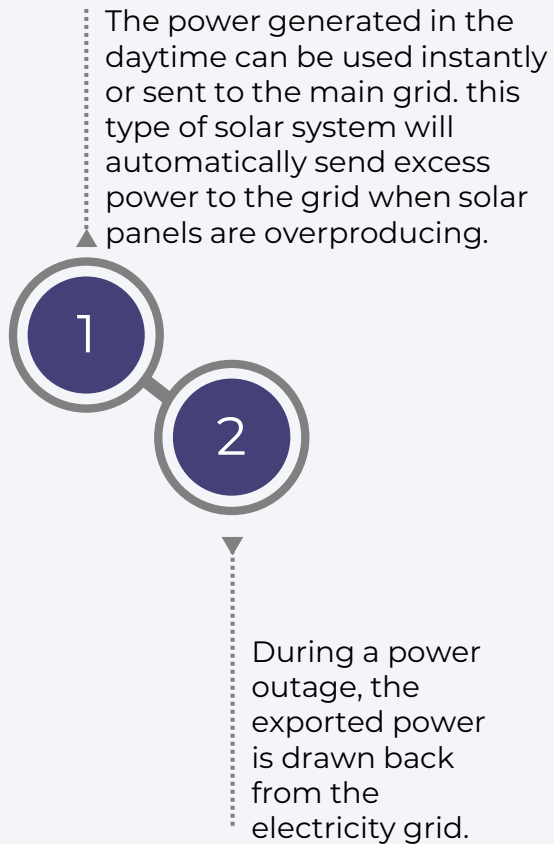 The power generated in the
daytime can be used instantly
or sent to the main grid. this
type of solar system will
automatically send excess
power to the grid when solar
panels are overproducing.
1
2
During a power
outage, the
exported power
is drawn back
from the
electricity grid.